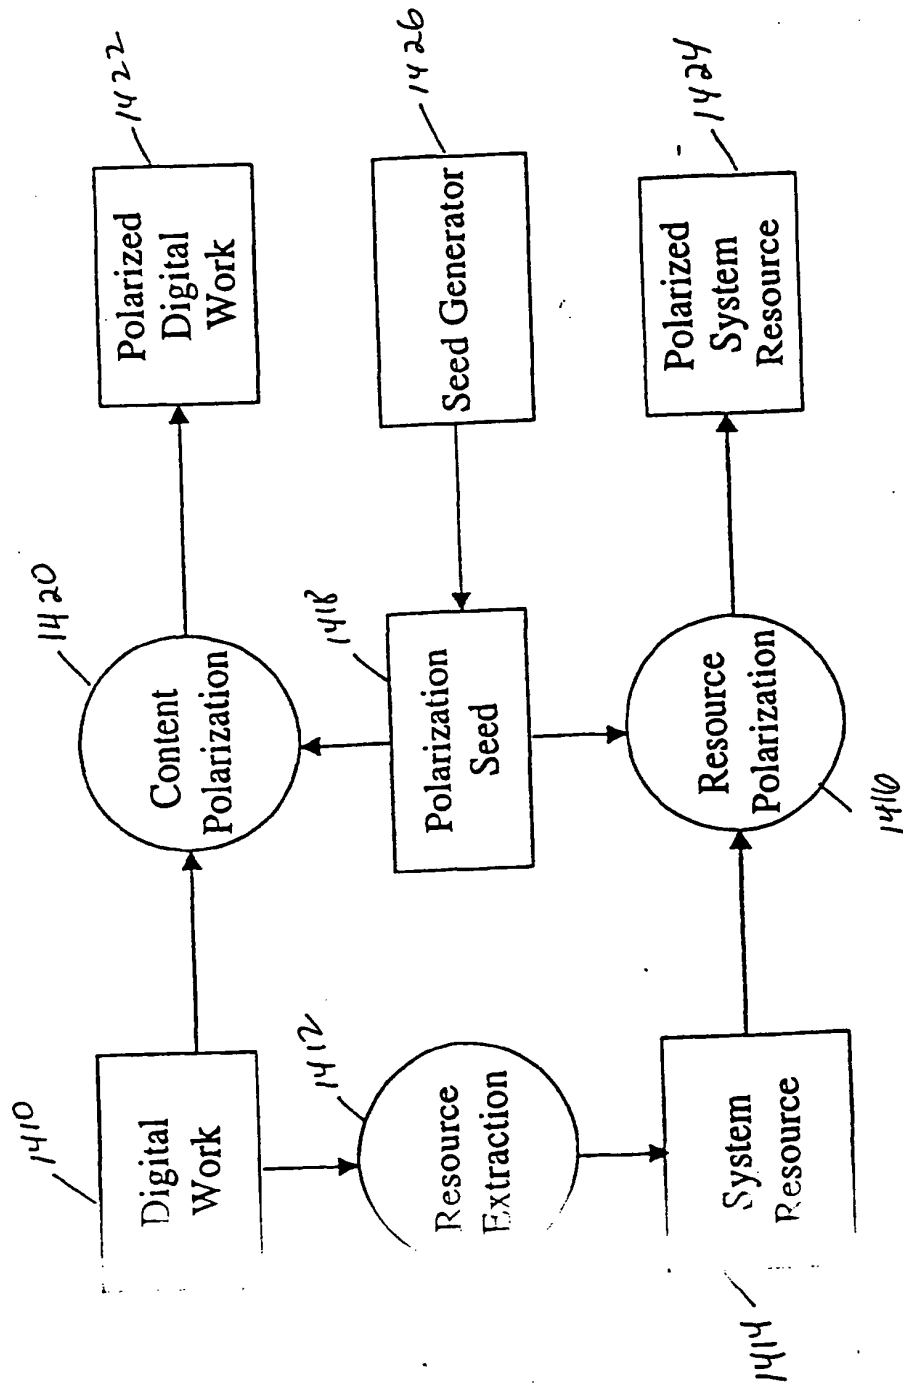 1410
Digital
Work
1420
Content
Polarization
1422
Polarized
Digital
Work
1412
Resource
Extraction
1418
Polarization
Seed
1426
Seed Generator
1414
System
Resource
1416
Resource
Polarization
1424
Polarized
System
Resource